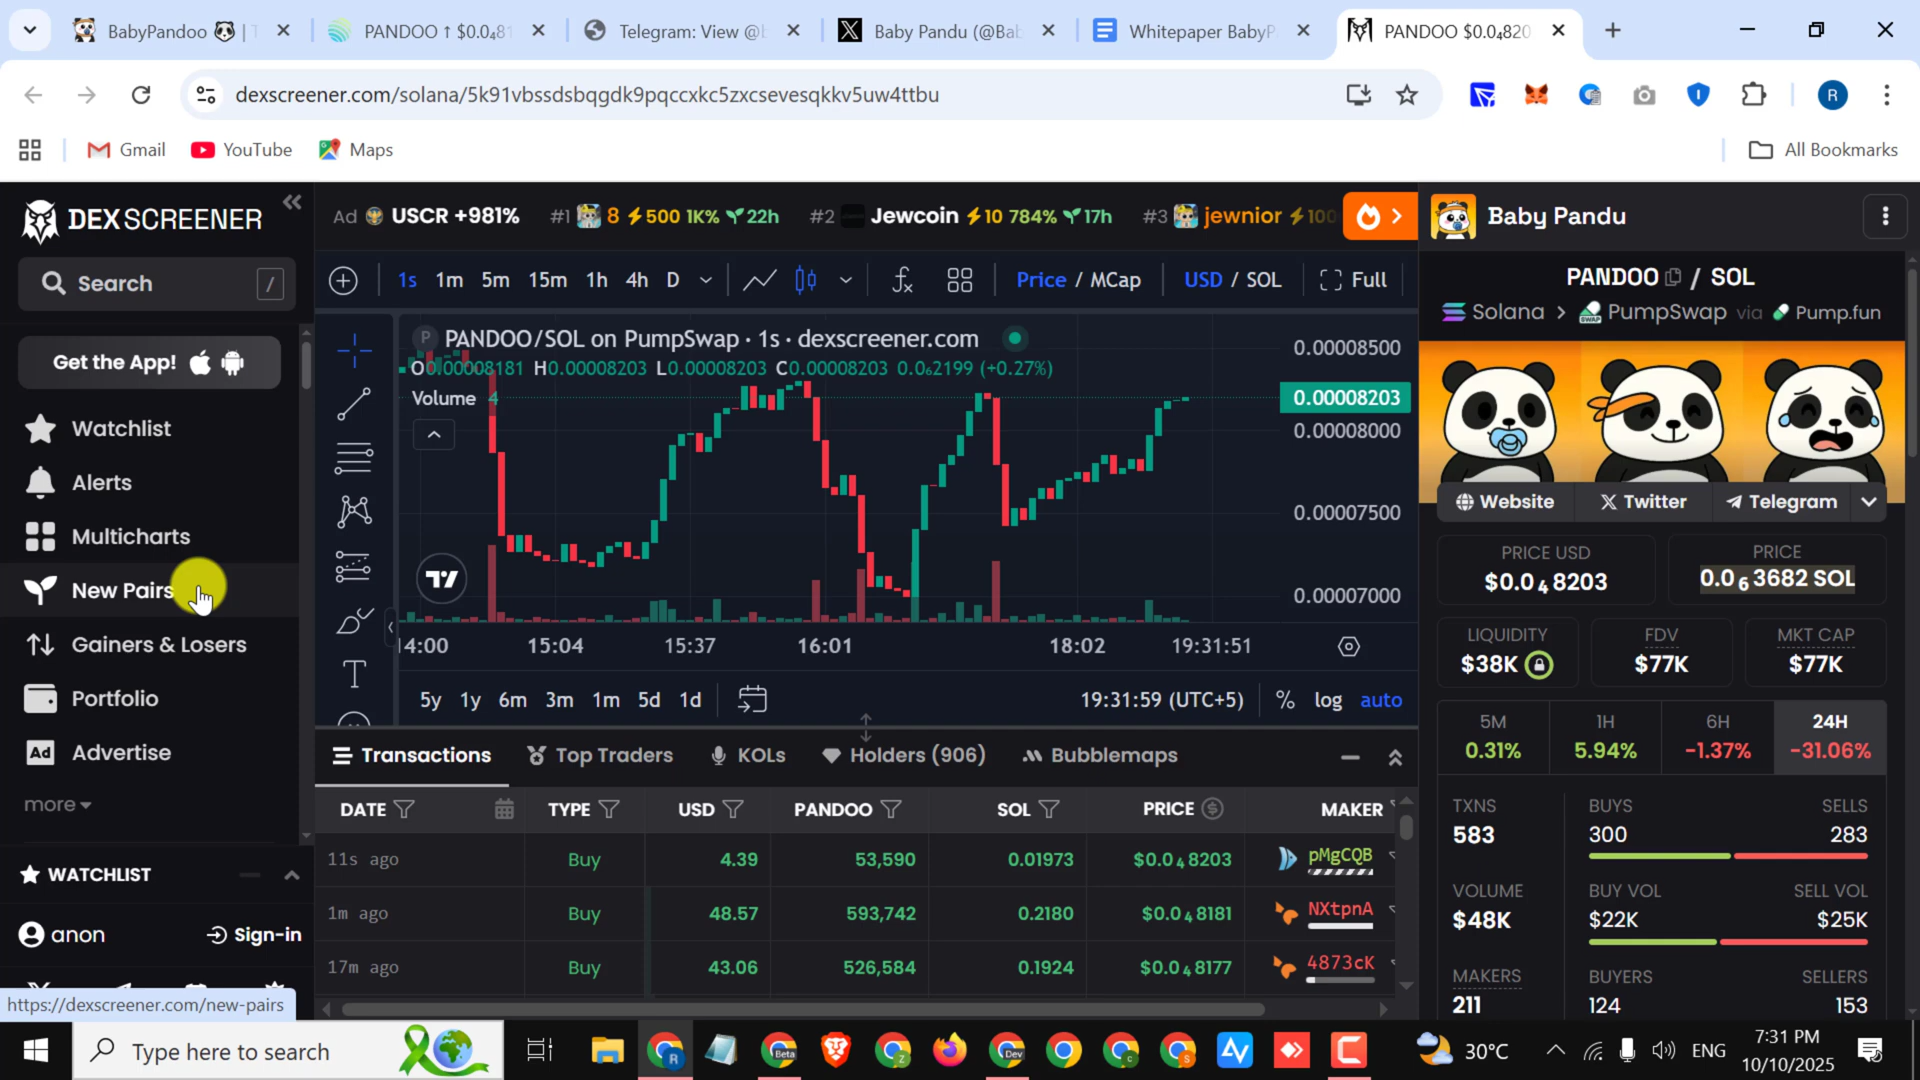 BabyPandoo 🐼 | T
PANDOO ↑ $0.0₄81
Telegram: View @b
Baby Pandu (@Bab
Whitepaper BabyP
PANDOO $0.0₄820
dexscreener.com/solana/5k91vbssdsbqgdk9pqccxkc5zxcsevesqkkv5uw4ttbu
R
Gmail
YouTube
Maps
All Bookmarks
DEX SCREENER
Search
/
Get the App!
Watchlist
Alerts
Multicharts
New Pairs
Gainers & Losers
Portfolio
Ad Advertise
more
WATCHLIST
anon
Sign-in
https://dexscreener.com/new-pairs
Ad USCR +981% #1 8 ⚡500 1K% 22h #2 Jewcoin ⚡10 784% 17h #3 jewnior ⚡100
1s 1m 5m 15m 1h 4h D
Price / MCap
USD / SOL
Full
P PANDOO/SOL on PumpSwap · 1s · dexscreener.com
O0.00008181 H0.00008203 L0.00008203 C0.00008203 0.0₆2199 (+0.27%)
Volume 4
0.00008500
0.00008203
0.00008000
0.00007500
0.00007000
14:00 15:04 15:37 16:01 18:02 19:31:51
5y 1y 6m 3m 1m 5d 1d
19:31:59 (UTC+5) % log auto
Transactions
Top Traders
KOLs
Holders (906)
Bubblemaps
DATE TYPE USD PANDOO SOL PRICE MAKER
11s ago Buy 4.39 53,590 0.01973 $0.0₄8203 pMgCQB
1m ago Buy 48.57 593,742 0.2180 $0.0₄8181 NXtpnA
17m ago Buy 43.06 526,584 0.1924 $0.0₄8177 4873cK
Baby Pandu
PANDOO / SOL
Solana > PumpSwap via Pump.fun
Website
Twitter
Telegram
PRICE USD
$0.0₄8203
PRICE
0.0₆3682 SOL
LIQUIDITY
$38K
FDV
$77K
MKT CAP
$77K
5M
0.31%
1H
5.94%
6H
-1.37%
24H
-31.06%
TXNS
583
BUYS
300
SELLS
283
VOLUME
$48K
BUY VOL
$22K
SELL VOL
$25K
MAKERS
211
BUYERS
124
SELLERS
153
Type here to search
R
Beta
Z
Dev
C
S
30°C
ENG
7:31 PM
10/10/2025